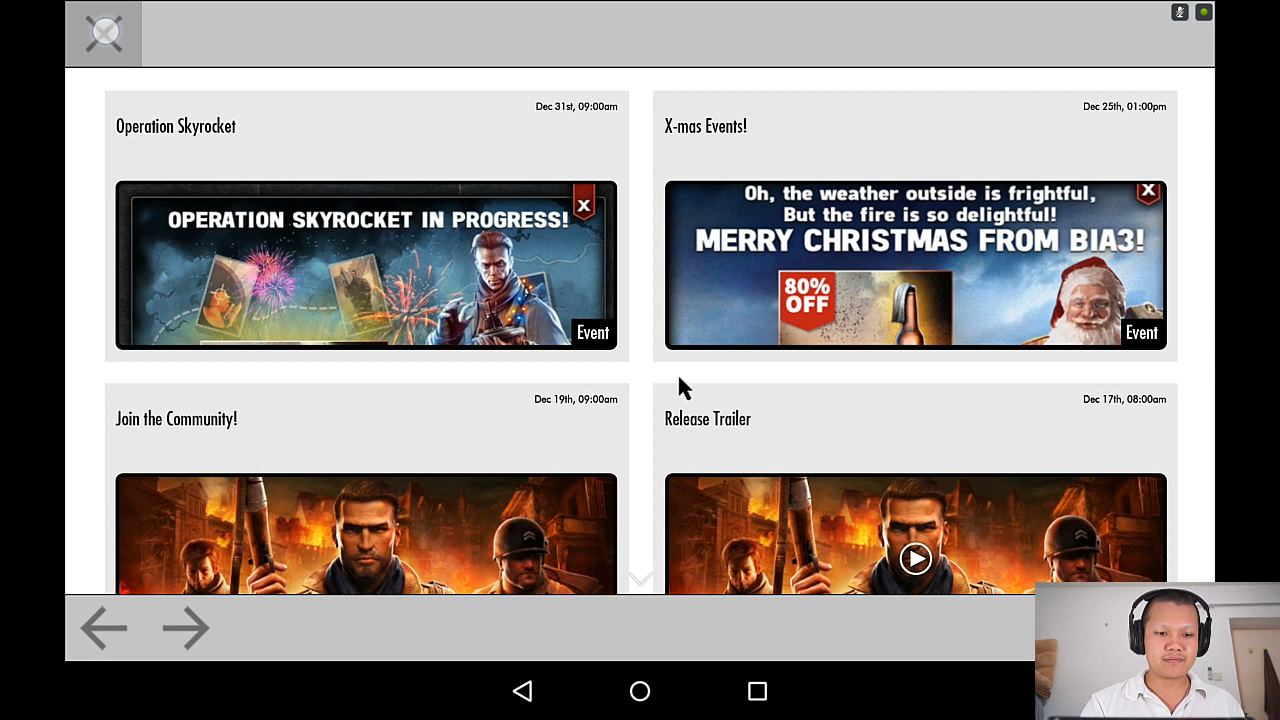 Dec 31st, 09:00am
Operation Skyrocket
OPERATION SKYROCKET IN PROGRESS!
X
Event
Dec 25th, 01:00pm
X-mas Events!
Oh, the weather outside is frightful,
But the fire is so delightful!
MERRY CHRISTMAS FROM BIA3!
X
80%
OFF
Event
Dec 19th, 09:00am
Join the Community!
Dec 17th, 08:00am
Release Trailer